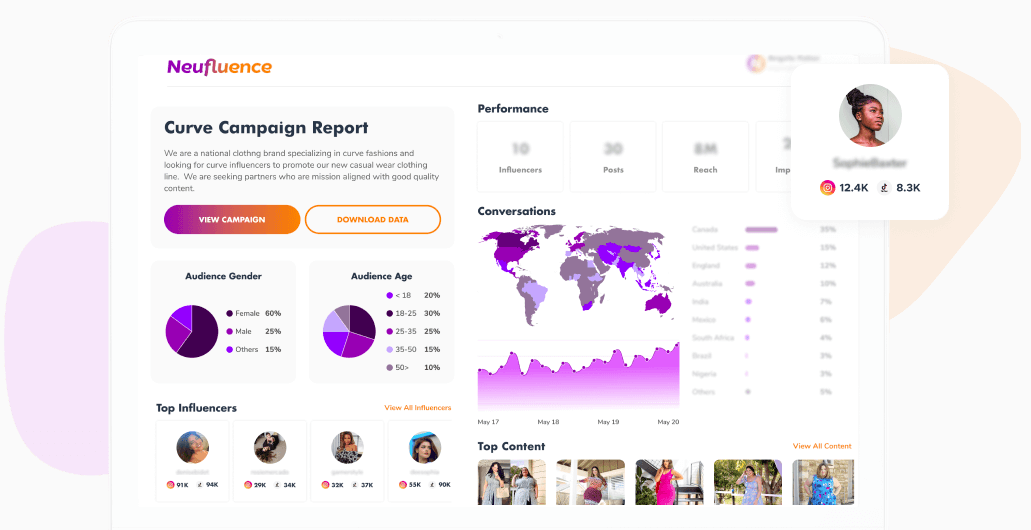 Neufluence
Curve Campaign Report
We are a national clothng brand specializing in curve fashions and
looking for curve influencers to promote our new casual wear clothing
line. We are seeking partners who are mission aligned with good quality
content.
VIEW CAMPAIGN
DOWNLOAD DATA
Audience Gender
Female 60%
Male 25%
Others 15%
Audience Age
< 18 20%
18-25 30%
25-35 25%
35-50 15%
50> 10%
Top Influencers
View All Influencers
91K 94K
29K 34K
32K 37K
55K 90K
Performance
10
Influencers
30
Posts
8M
Reach
SophieBaxter
12.4K 8.3K
Conversations
Canada 35%
United States 15%
England 12%
Australia 10%
India 7%
Mexico 6%
South Africa 4%
Brazil 3%
Nigeria 3%
Others 5%
May 17
May 18
May 19
May 20
Top Content
View All Content